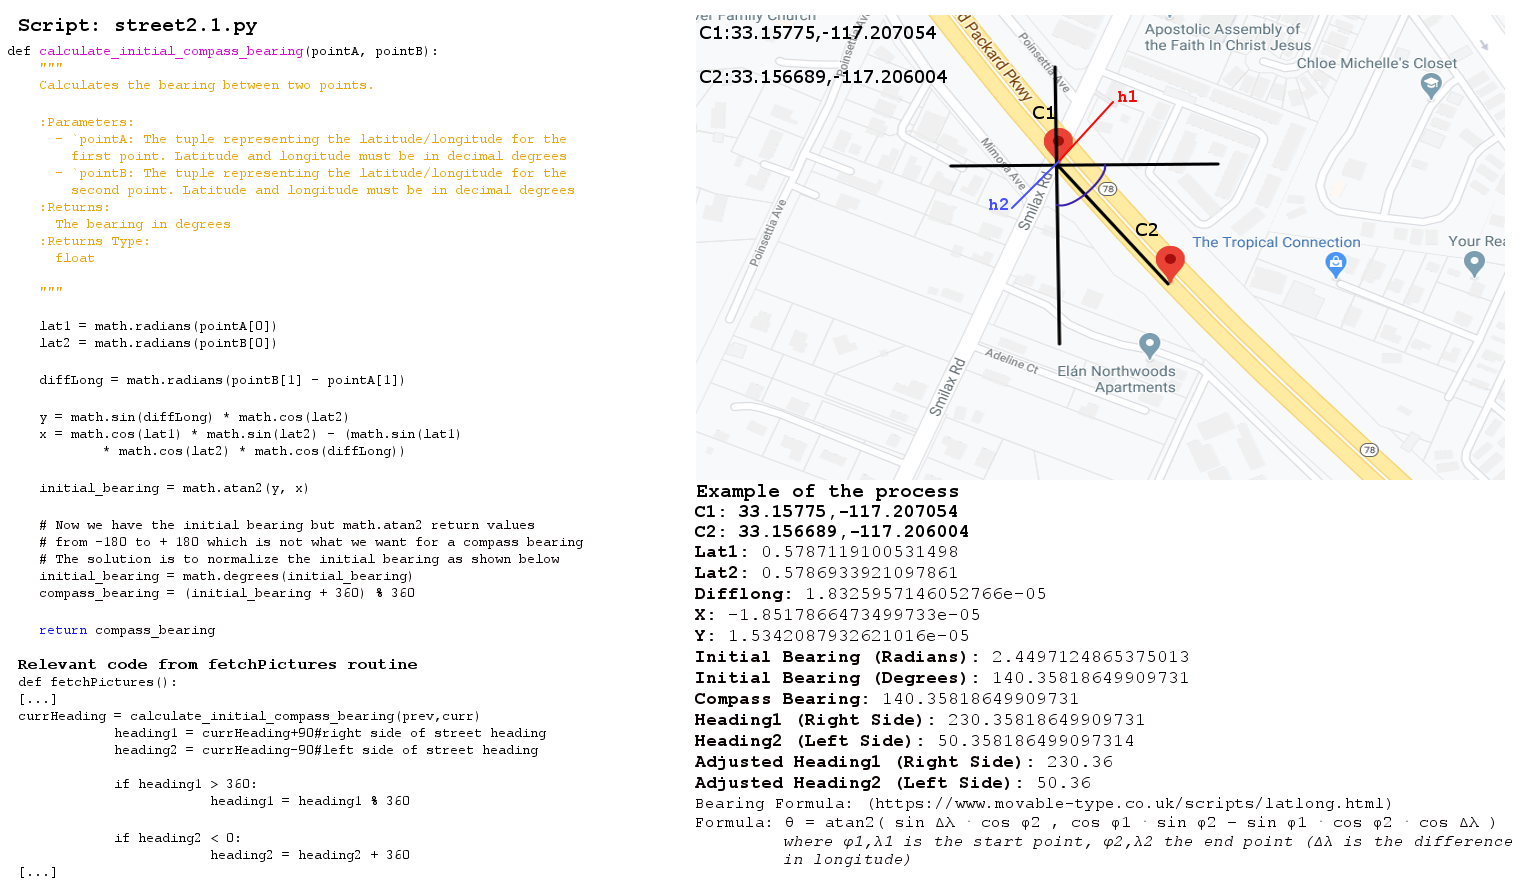 Script: street2.1.py
def calculate_initial_compass_bearing(pointA, pointB):
"""
Calculates the bearing between two points.
:Parameters:
- `pointA: The tuple representing the latitude/longitude for the
first point. Latitude and longitude must be in decimal degrees
- `pointB: The tuple representing the latitude/longitude for the
second point. Latitude and longitude must be in decimal degrees
:Returns:
The bearing in degrees
:Returns Type:
float
"""
lat1 = math.radians(pointA[0])
lat2 = math.radians(pointB[0])
diffLong = math.radians(pointB[1] - pointA[1])
y = math.sin(diffLong) * math.cos(lat2)
x = math.cos(lat1) * math.sin(lat2) - (math.sin(lat1)
* math.cos(lat2) * math.cos(diffLong))
initial_bearing = math.atan2(y, x)
# Now we have the initial bearing but math.atan2 return values
# from -180 to + 180 which is not what we want for a compass bearing
# The solution is to normalize the initial bearing as shown below
initial_bearing = math.degrees(initial_bearing)
compass_bearing = (initial_bearing + 360) % 360
return compass_bearing
Relevant code from fetchPictures routine
def fetchPictures():
[...]
currHeading = calculate_initial_compass_bearing(prev,curr)
heading1 = currHeading+90#right side of street heading
heading2 = currHeading-90#left side of street heading
if heading1 > 360:
heading1 = heading1 % 360
if heading2 < 0:
heading2 = heading2 + 360
[...]
ver Family Church
C1:33.15775,-117.207054
C2:33.156689,-117.206004
Poinsettia Ave
d Packard Pkwy
Poinsettia Ave
Apostolic Assembly of
the Faith In Christ Jesus
Chloe Michelle's Closet
h1
C1
Mimosa Ave
78
h2
Smilax Rd
C2
The Tropical Connection
Your Rea
Poinsettia Ave
Adeline Ct
Elán Northwoods
Apartments
Smilax Rd
78
Example of the process
C1: 33.15775,-117.207054
C2: 33.156689,-117.206004
Lat1: 0.5787119100531498
Lat2: 0.5786933921097861
Difflong: 1.8325957146052766e-05
X: -1.8517866473499733e-05
Y: 1.5342087932621016e-05
Initial Bearing (Radians): 2.4497124865375013
Initial Bearing (Degrees): 140.35818649909731
Compass Bearing: 140.35818649909731
Heading1 (Right Side): 230.35818649909731
Heading2 (Left Side): 50.358186499097314
Adjusted Heading1 (Right Side): 230.36
Adjusted Heading2 (Left Side): 50.36
Bearing Formula: (https://www.movable-type.co.uk/scripts/latlong.html)
Formula: θ = atan2( sin Δλ ⋅ cos φ2 , cos φ1 ⋅ sin φ2 − sin φ1 ⋅ cos φ2 ⋅ cos Δλ )
where φ1,λ1 is the start point, φ2,λ2 the end point (Δλ is the difference
in longitude)